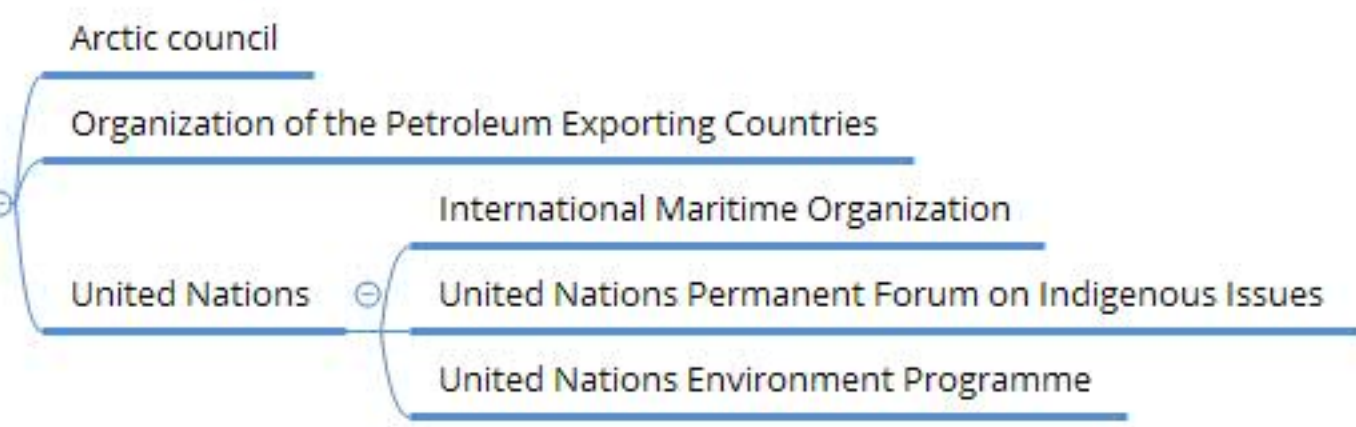 Arctic council
Organization of the Petroleum Exporting Countries
International Maritime Organization
United Nations
United Nations Permanent Forum on Indigenous Issues
United Nations Environment Programme